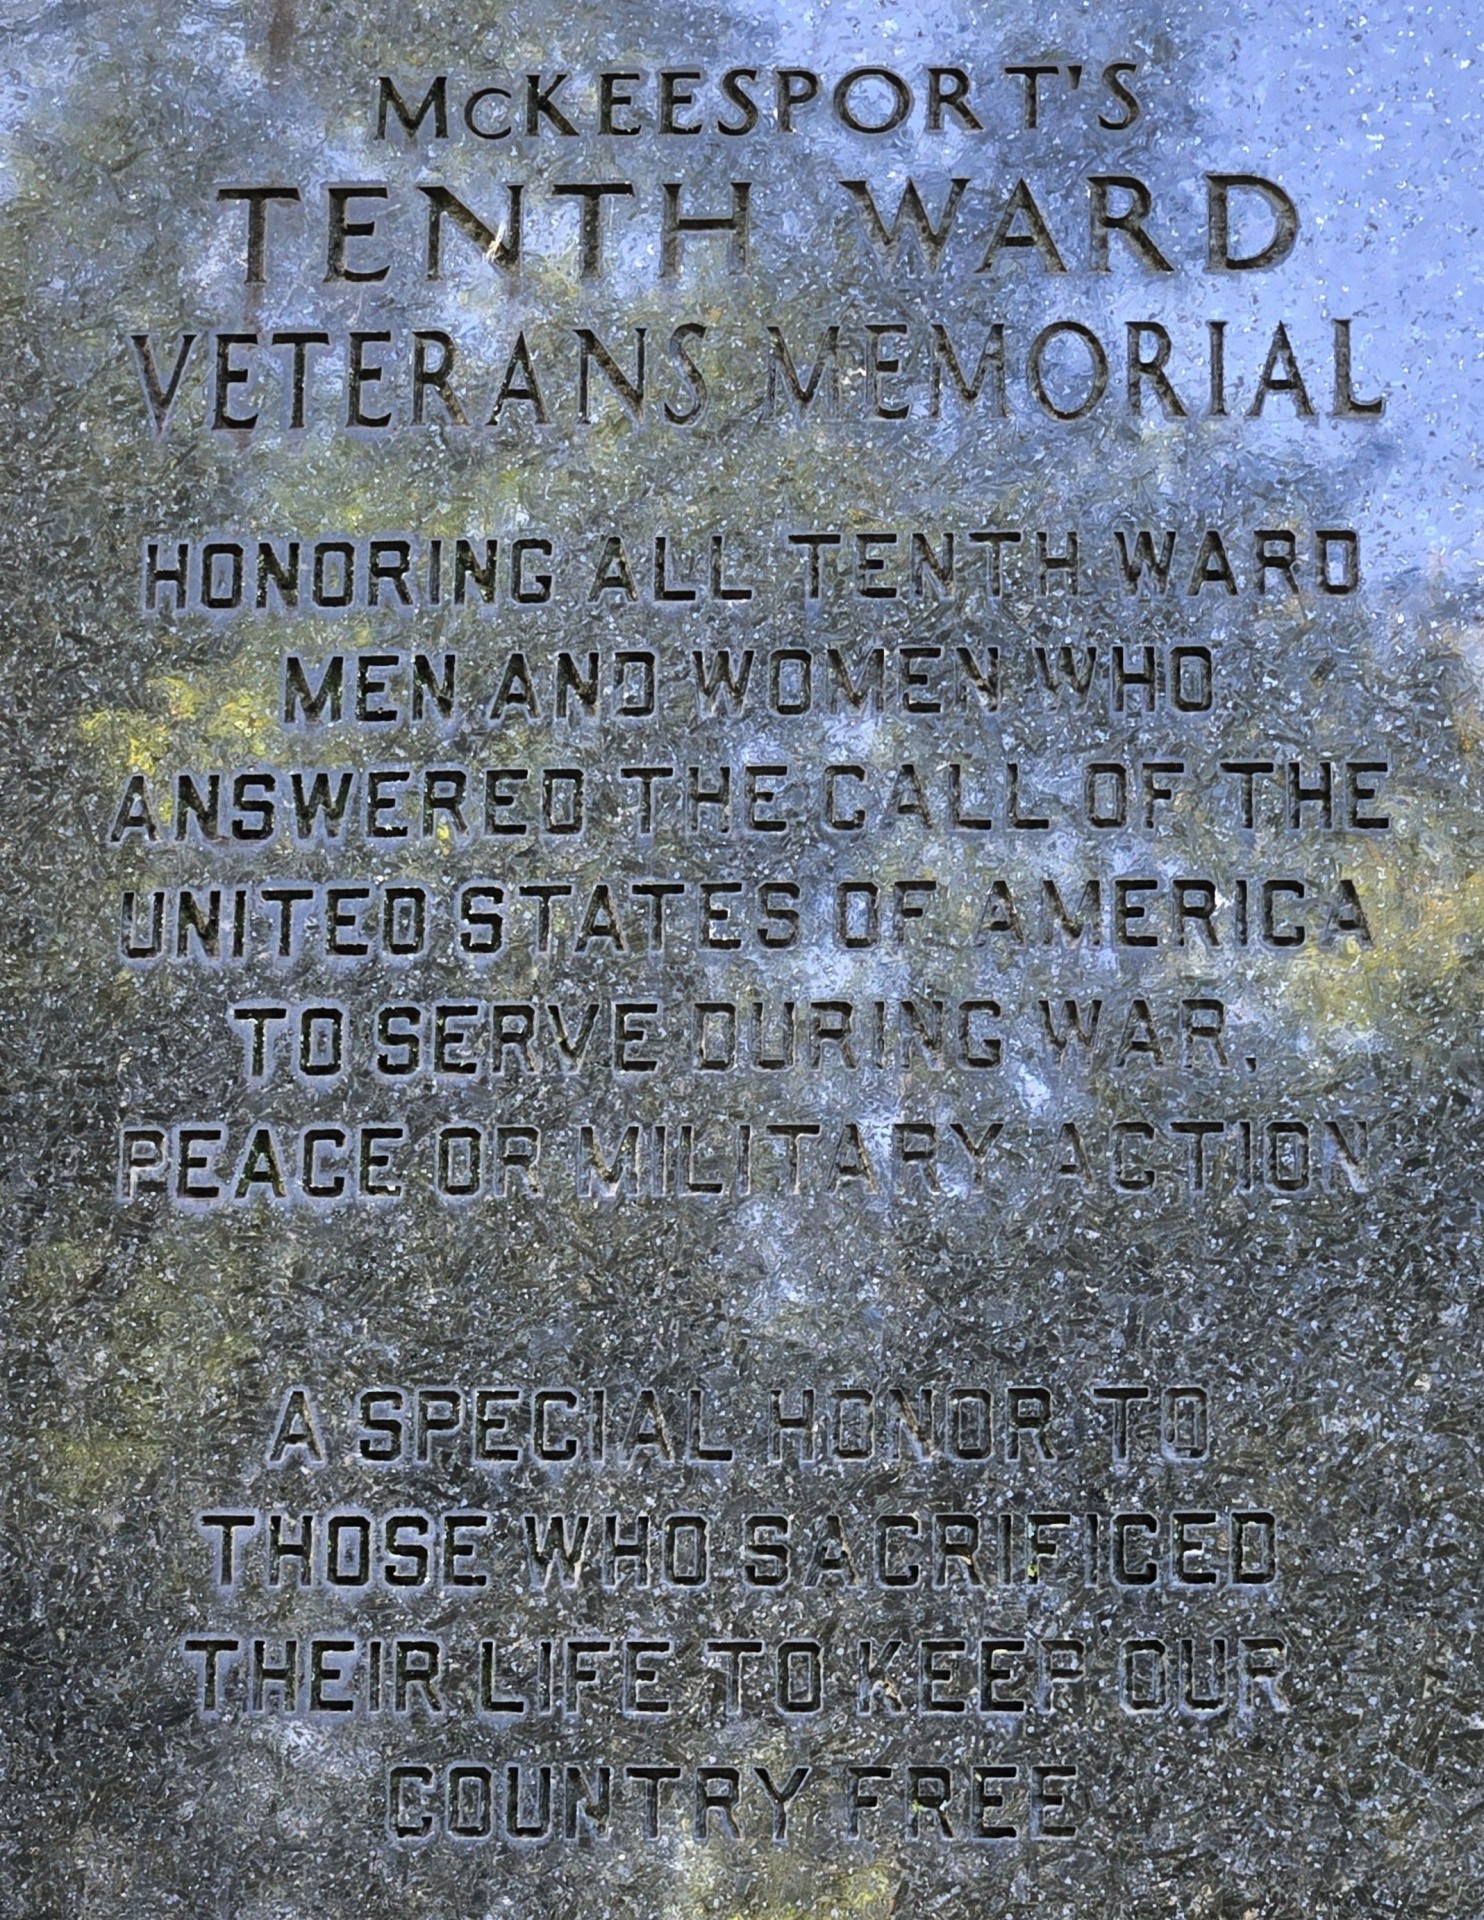 McKEESPORT'S
TENTH WARD
VETERANS MEMORIAL
HONORING ALL TENTH WARD
MEN AND WOMEN WHO
ANSWERED THE CALL OF THE
UNITED STATES OF AMERICA
TO SERVE DURING WAR,
PEACE OR MILITARY ACTION
A SPECIAL HONOR TO
THOSE WHO SACRIFICED
THEIR LIFE TO KEEP OUR
COUNTRY FREE